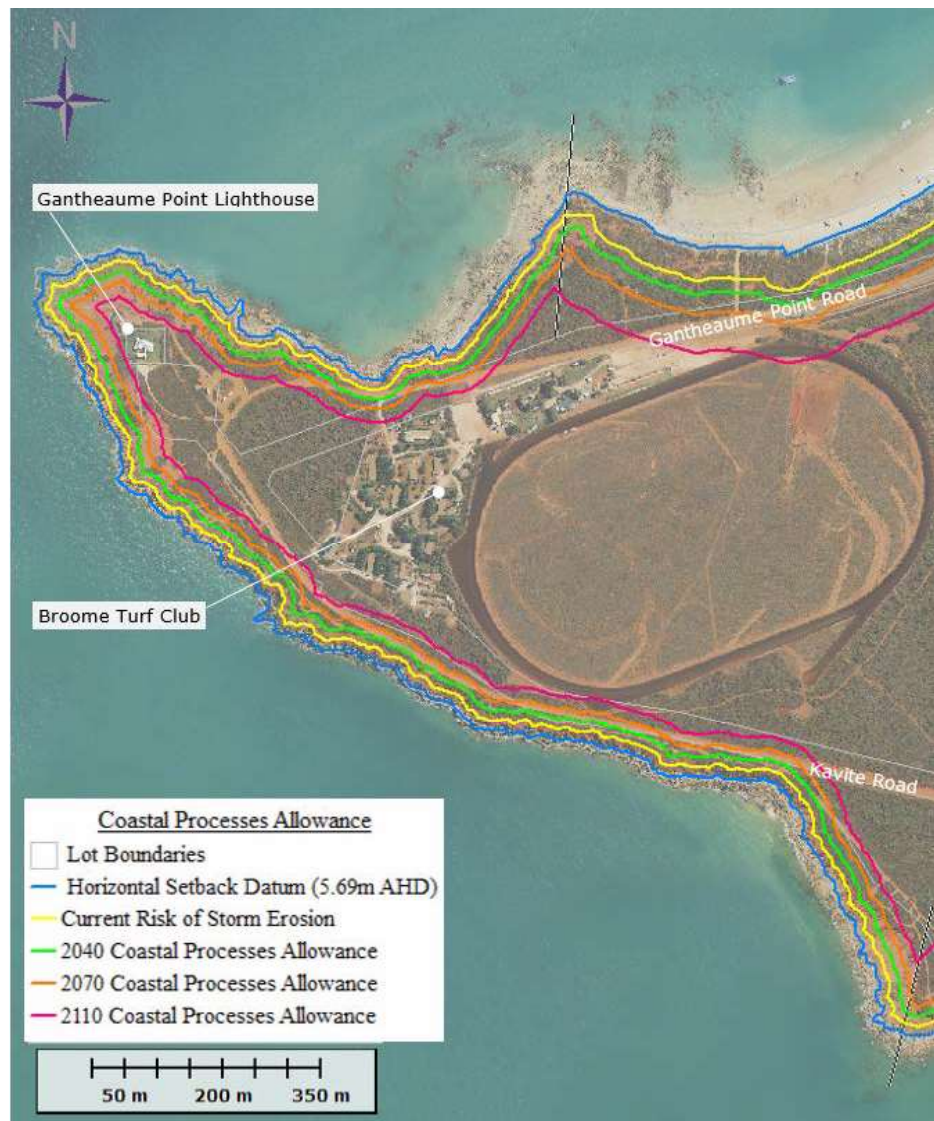 N
Gantheaume Point Lighthouse
Gantheaume Point Road
Broome Turf Club
Kavite Road
Coastal Processes Allowance
Lot Boundaries
Horizontal Setback Datum (5.69m AHD)
Current Risk of Storm Erosion
2040 Coastal Processes Allowance
2070 Coastal Processes Allowance
2110 Coastal Processes Allowance
50 m 200 m 350 m